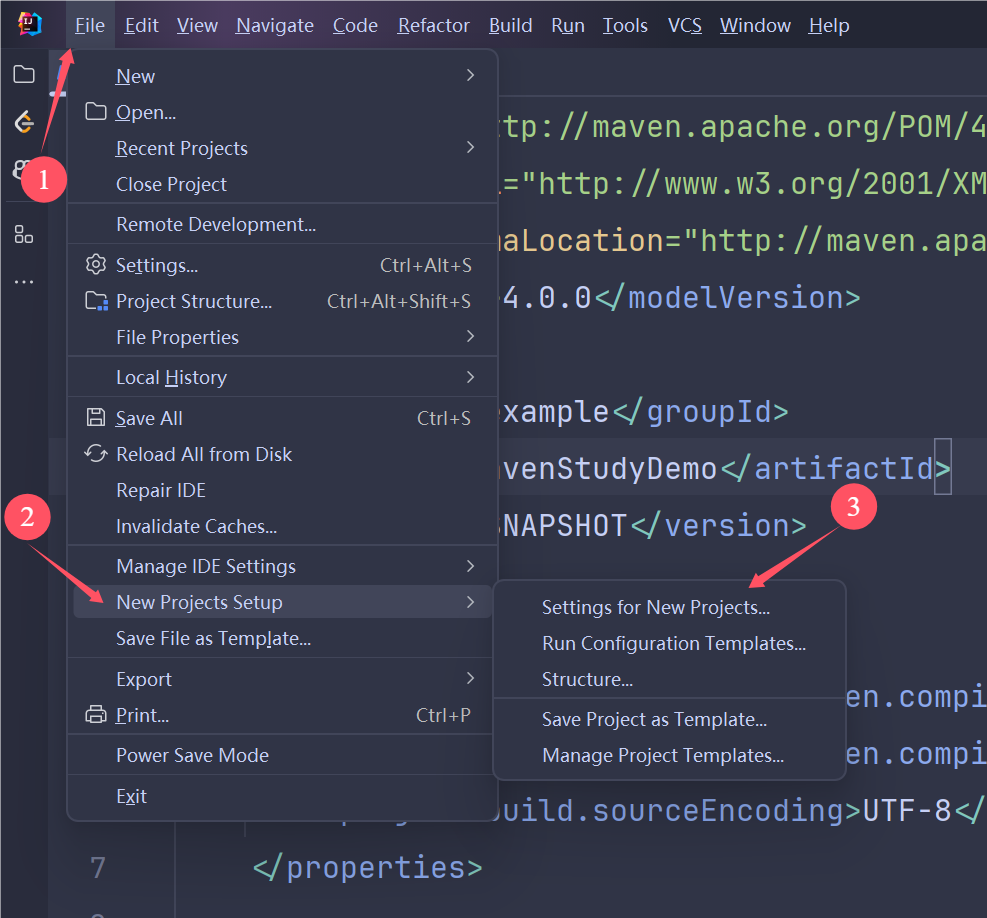 File Edit View Navigate Code Refactor Build Run Tools VCS Window Help
1
New
Open...
Recent Projects
Close Project
Remote Development...
Settings... Ctrl+Alt+S
Project Structure... Ctrl+Alt+Shift+S
File Properties
Local History
Save All Ctrl+S
Reload All from Disk
Repair IDE
Invalidate Caches...
2
Manage IDE Settings
New Projects Setup
Save File as Template...
Export
Print... Ctrl+P
Power Save Mode
Exit
3
Settings for New Projects...
Run Configuration Templates...
Structure...
Save Project as Template...
Manage Project Templates...
ttp://maven.apache.org/POM/4
="http://www.w3.org/2001/XM
aLocation="http://maven.apa
4.0.0</modelVersion>
example</groupId>
avenStudyDemo</artifactId>
SNAPSHOT</version>
en.compi
en.compi
build.sourceEncoding>UTF-8</
7 </properties>